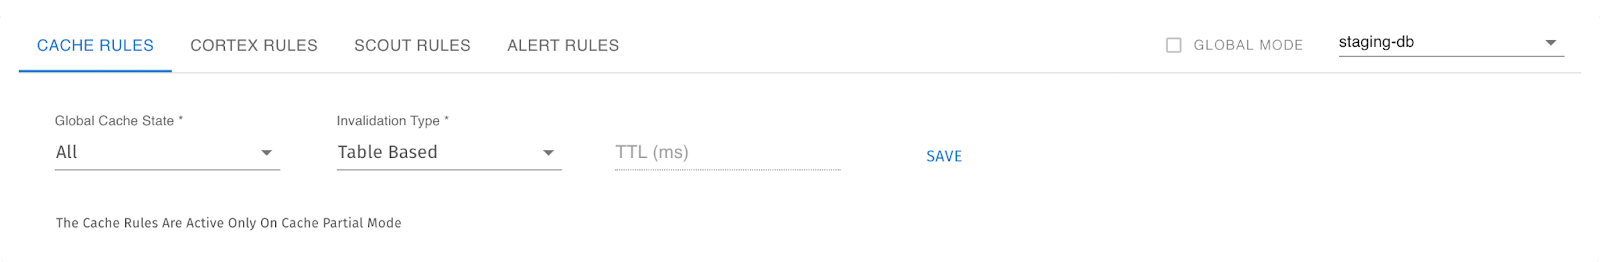 CACHE RULES CORTEX RULES SCOUT RULES ALERT RULES GLOBAL MODE staging-db
Global Cache State * Invalidation Type *
All Table Based TTL (ms) SAVE
The Cache Rules Are Active Only On Cache Partial Mode